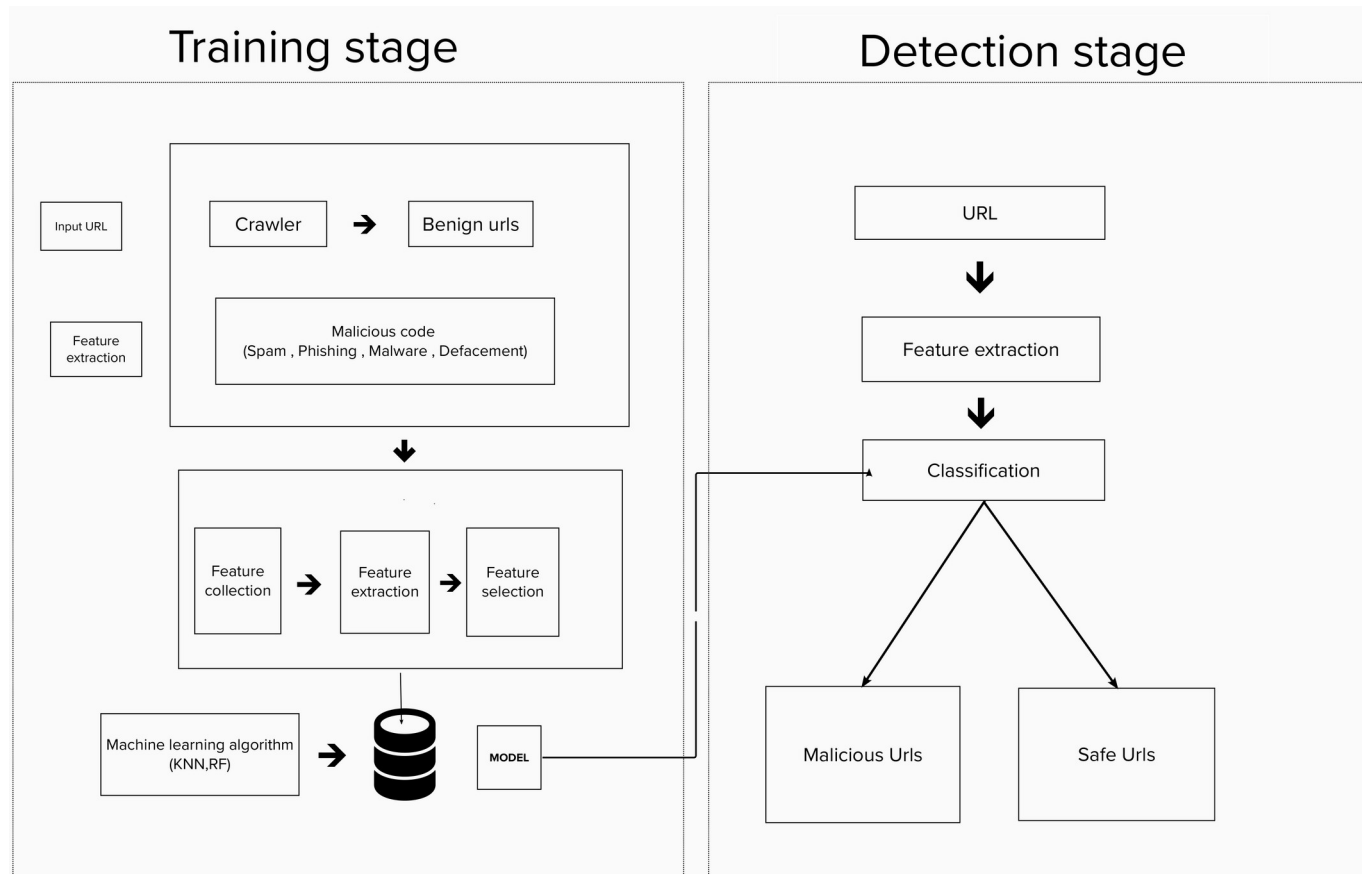 Training stage
Detection stage
Input URL
Crawler
Benign urls
Feature
extraction
Malicious code
(Spam , Phishing , Malware , Defacement)
Feature
collection
Feature
extraction
Feature
selection
Machine learning algorithm
(KNN,RF)
MODEL
URL
Feature extraction
Classification
Malicious Urls
Safe Urls